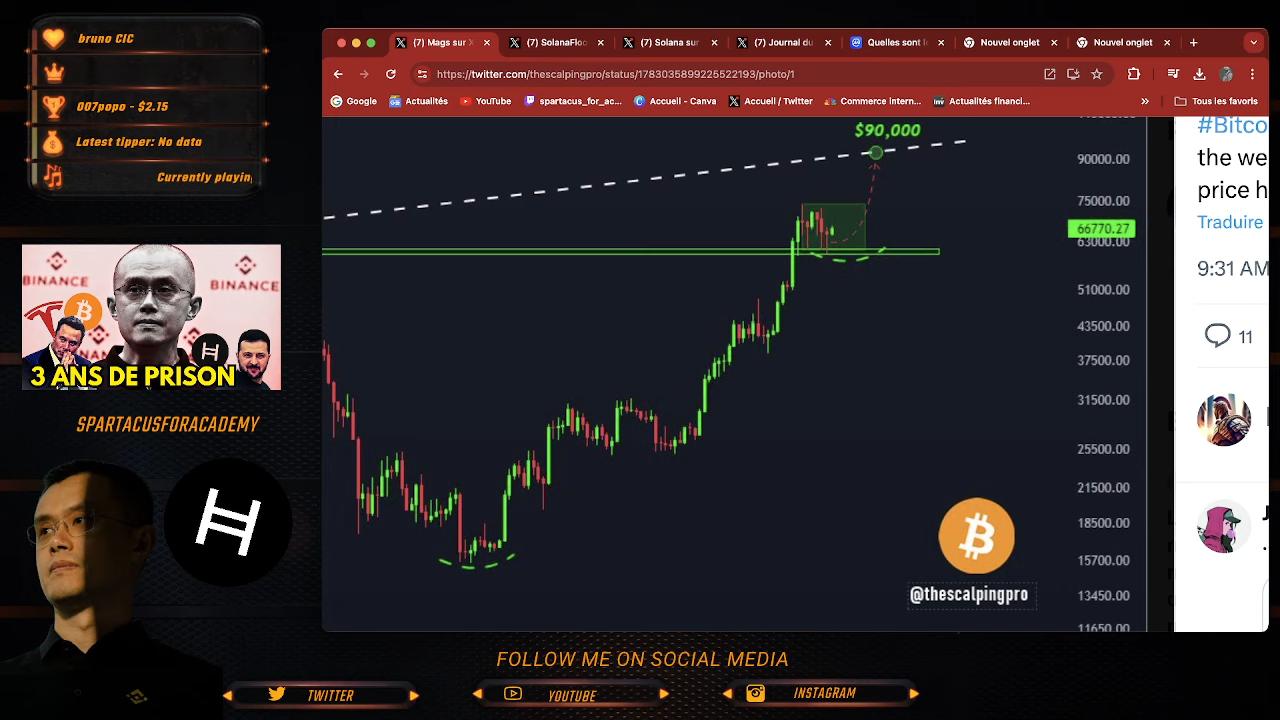 bruno CIC
007popo - $2.15
Latest tipper: No data
Currently playin
BINANCE
BINANCE
3 ANS DE PRISON
SPARTACUSFORACADEMY
(7) Mags sur
(7) SolanaFloo
(7) Solana sur
(7) Journal du
Quelles sont l
Nouvel onglet
Nouvel onglet
https://twitter.com/thescalpingpro/status/1783035899225522193/photo/1
Google
Actualités
YouTube
spartacus_for_ac...
Accueil - Canva
Accueil / Twitter
Commerce intern...
Actualités financi...
Tous les favoris
$90,000
90000.00
75000.00
66770.27
63000.00
51000.00
43500.00
37500.00
31500.00
25500.00
21500.00
18500.00
15700.00
13450.00
11650.00
@thescalpingpro
#Bitco
the we
price h
Traduire
9:31 AM
11
FOLLOW ME ON SOCIAL MEDIA
TWITTER
YOUTUBE
INSTAGRAM